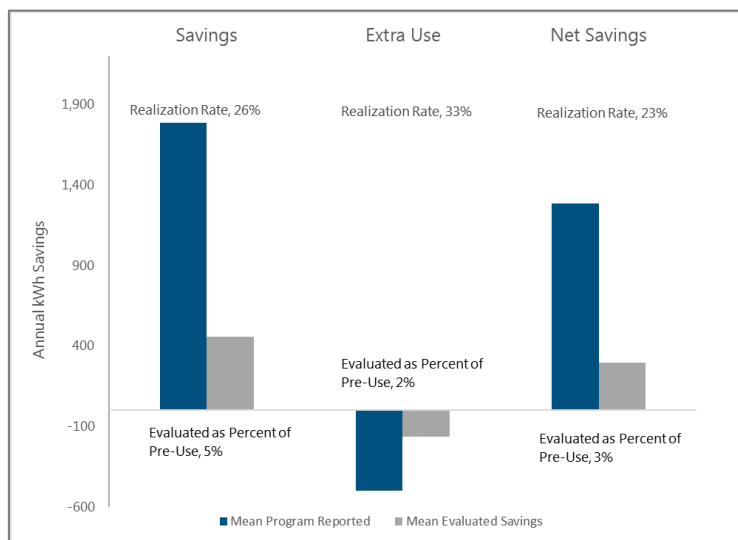 Savings
Extra Use
Net Savings
Annual kWh Savings
1,900
1,400
900
400
-100
-600
Realization Rate, 26%
Realization Rate, 33%
Realization Rate, 23%
Evaluated as Percent of
Pre-Use, 5%
Evaluated as Percent of
Pre-Use, 2%
Evaluated as Percent of
Pre-Use, 3%
Mean Program Reported
Mean Evaluated Savings